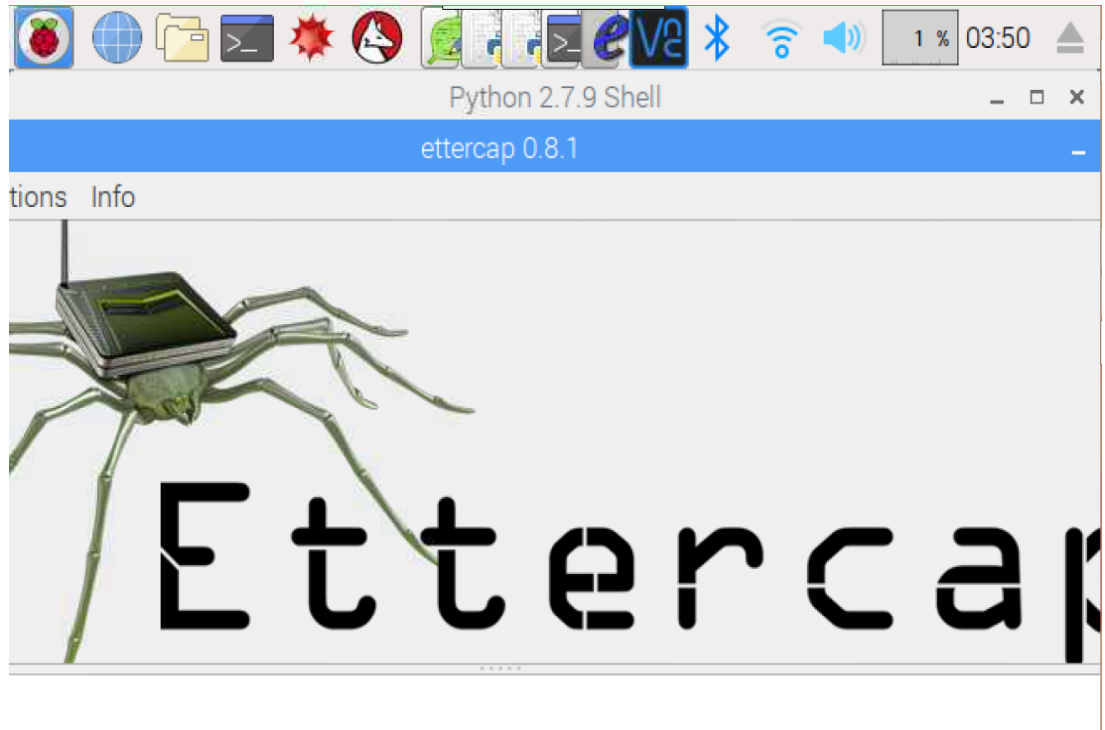 1 % 03:50
Python 2.7.9 Shell
ettercap 0.8.1
tions Info
Ettercap